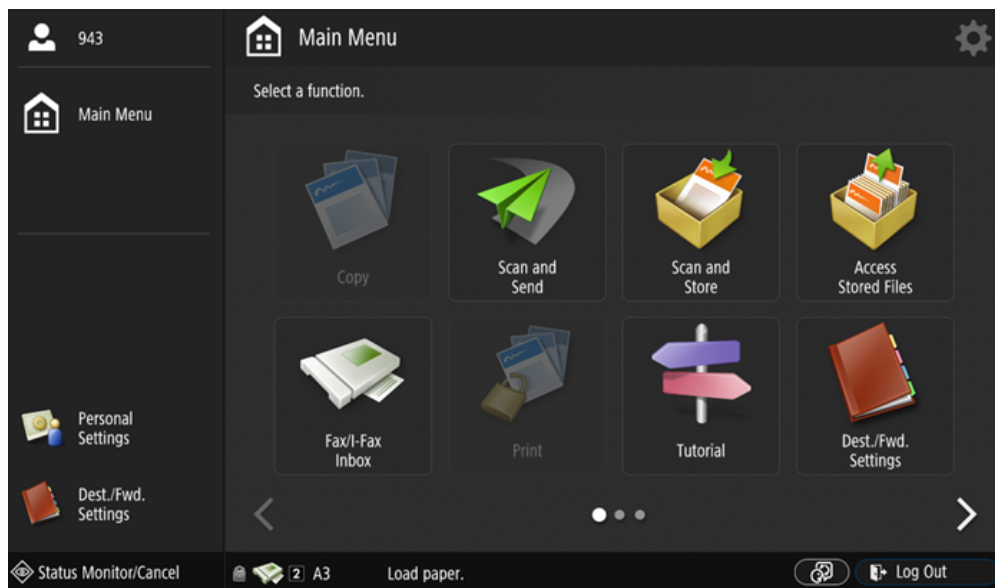 943
Main Menu
Main Menu
Select a function.
Copy
Scan and
Send
Scan and
Store
Access
Stored Files
Fax/I-Fax
Inbox
Print
Tutorial
Dest./Fwd.
Settings
Personal
Settings
Dest./Fwd.
Settings
Status Monitor/Cancel
2 A3 Load paper.
Log Out